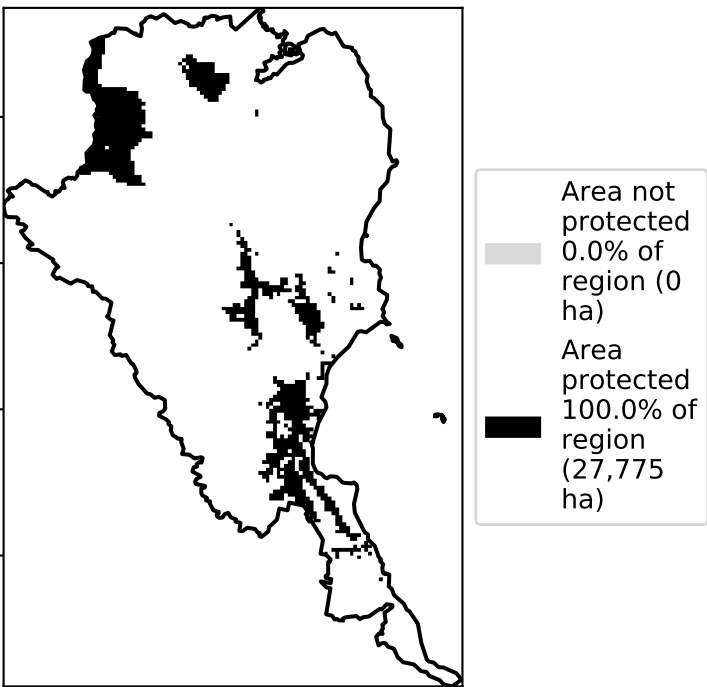 Area not
protected
0.0% of
region (0
ha)
Area
protected
100.0% of
region
(27,775
ha)